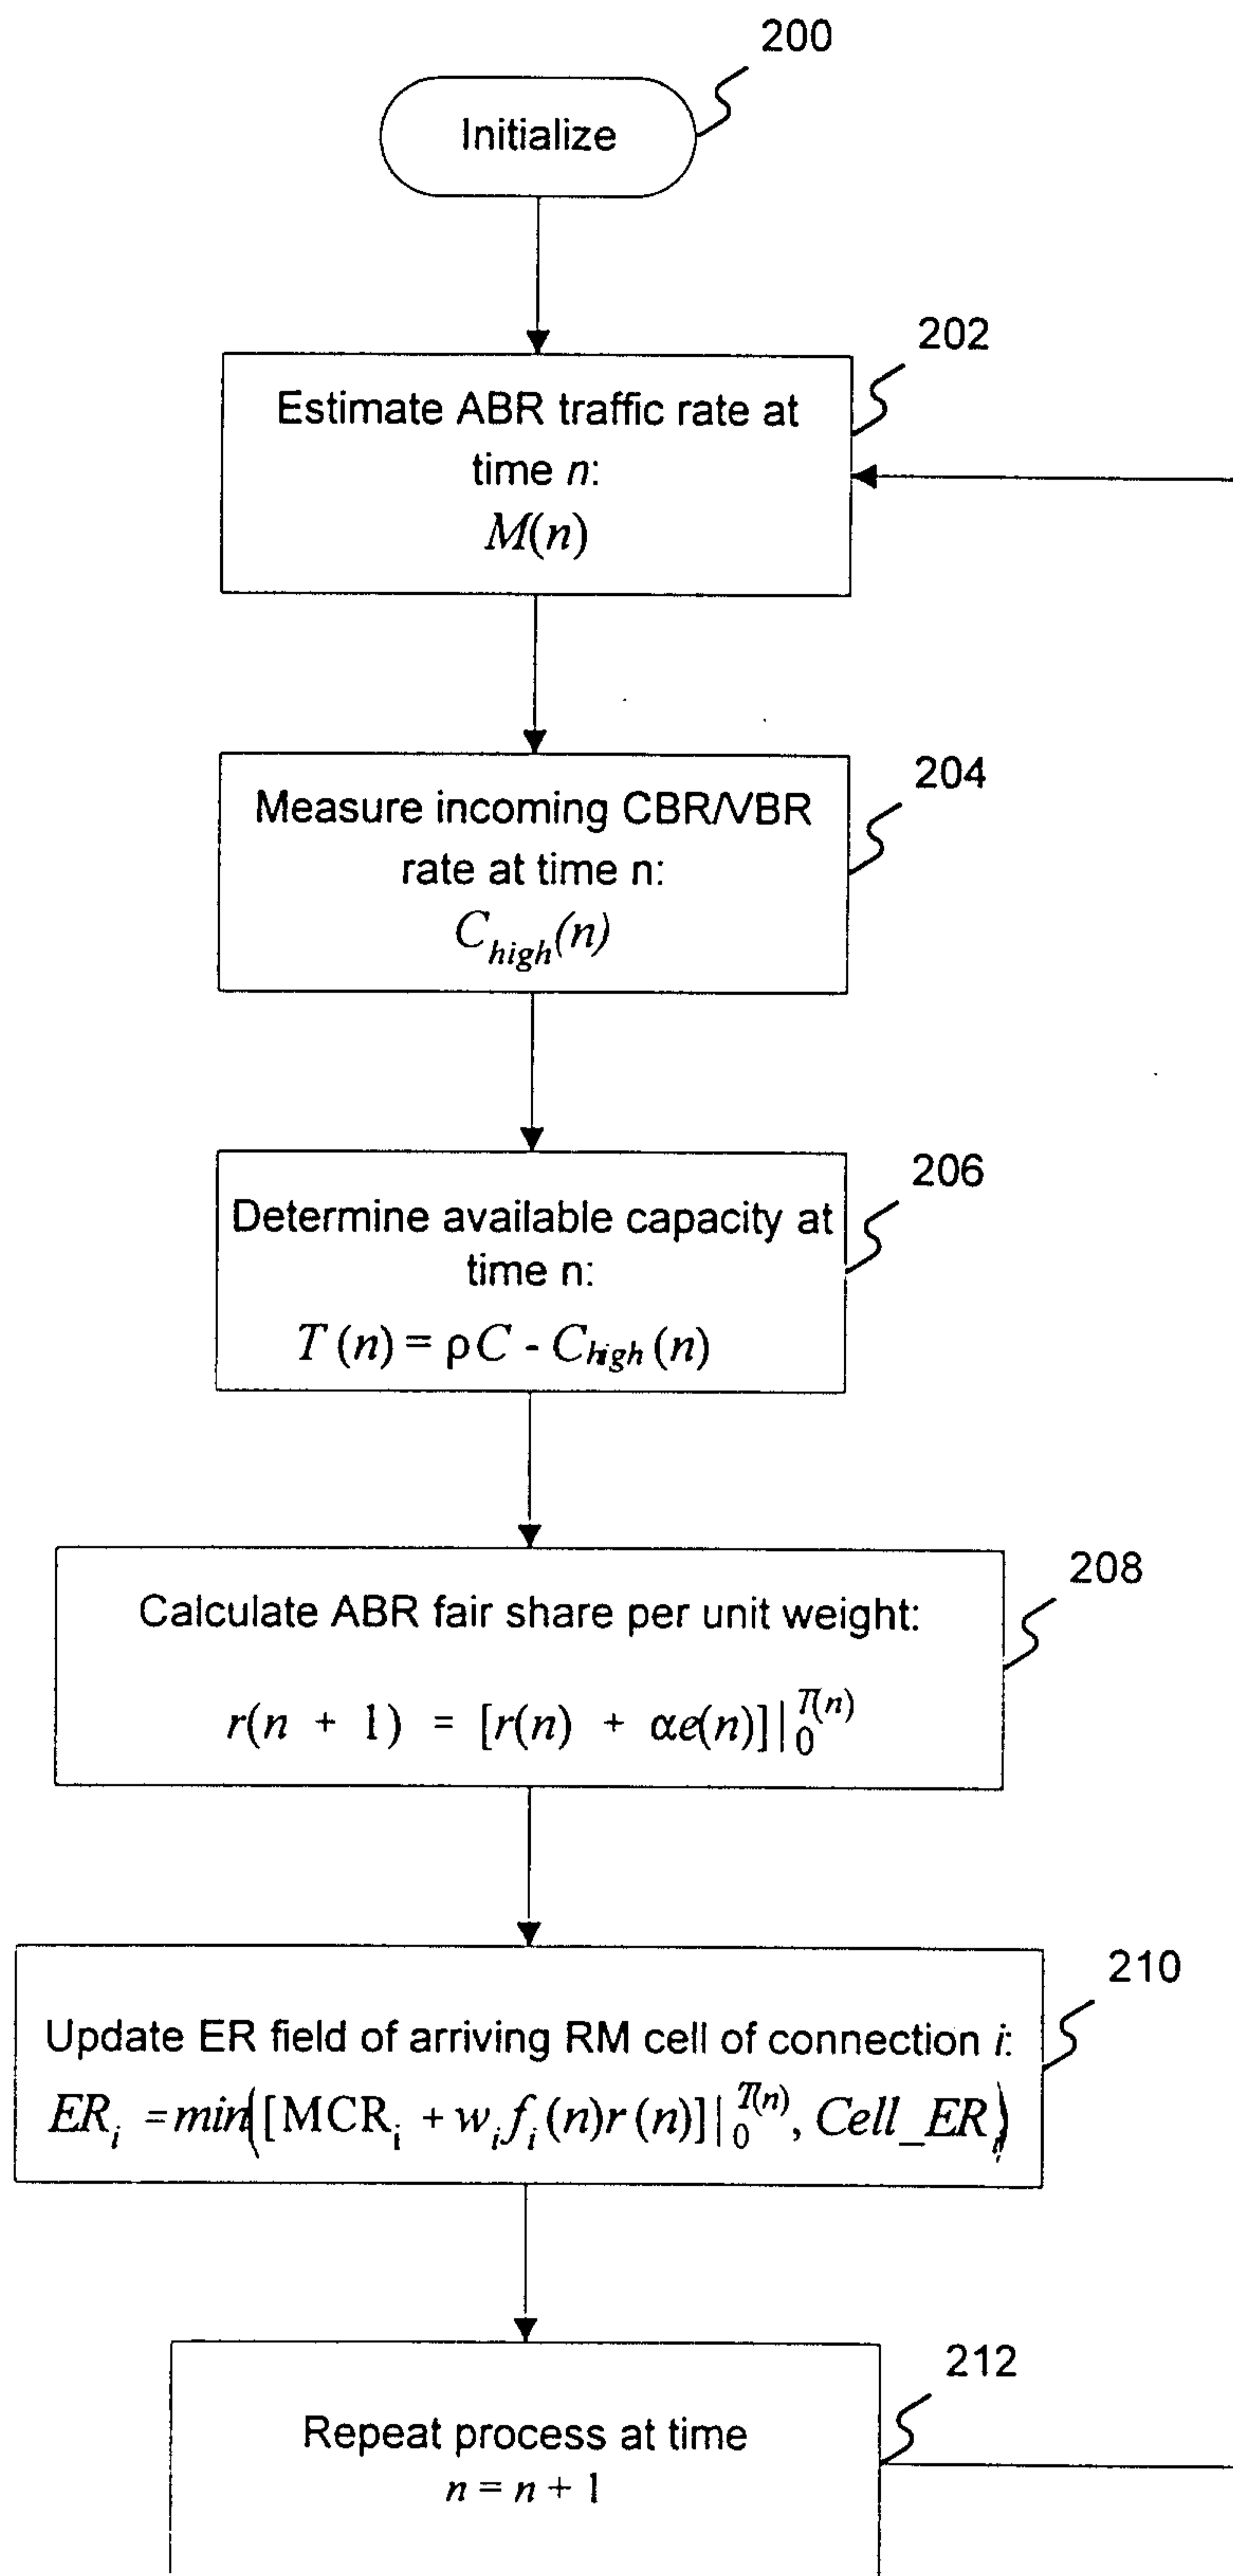 200
Initialize
202
Estimate ABR traffic rate at
time n:
M(n)
204
Measure incoming CBR/VBR
rate at time n:
C_high(n)
206
Determine available capacity at
time n:
T(n) = ρC - C_high(n)
208
Calculate ABR fair share per unit weight:
r(n + 1) = [r(n) + αe(n)]|_0^T(n)
210
Update ER field of arriving RM cell of connection i:
ER_i = min([MCR_i + w_i f_i(n)r(n)]|_0^T(n), Cell_ER_i)
212
Repeat process at time
n = n + 1